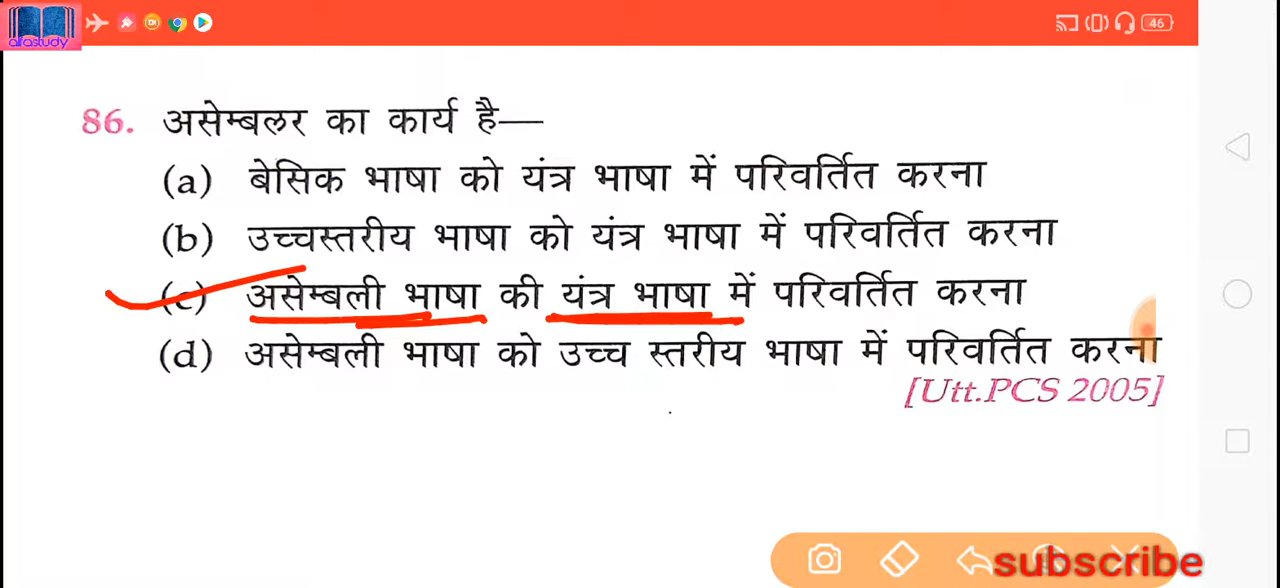 alfastudy
46
86. असेम्बलर का कार्य है—
(a) बेसिक भाषा को यंत्र भाषा में परिवर्तित करना
(b) उच्चस्तरीय भाषा को यंत्र भाषा में परिवर्तित करना
(c) असेम्बली भाषा की यंत्र भाषा में परिवर्तित करना
(d) असेम्बली भाषा को उच्च स्तरीय भाषा में परिवर्तित करना
[Utt.PCS 2005]
subscribe